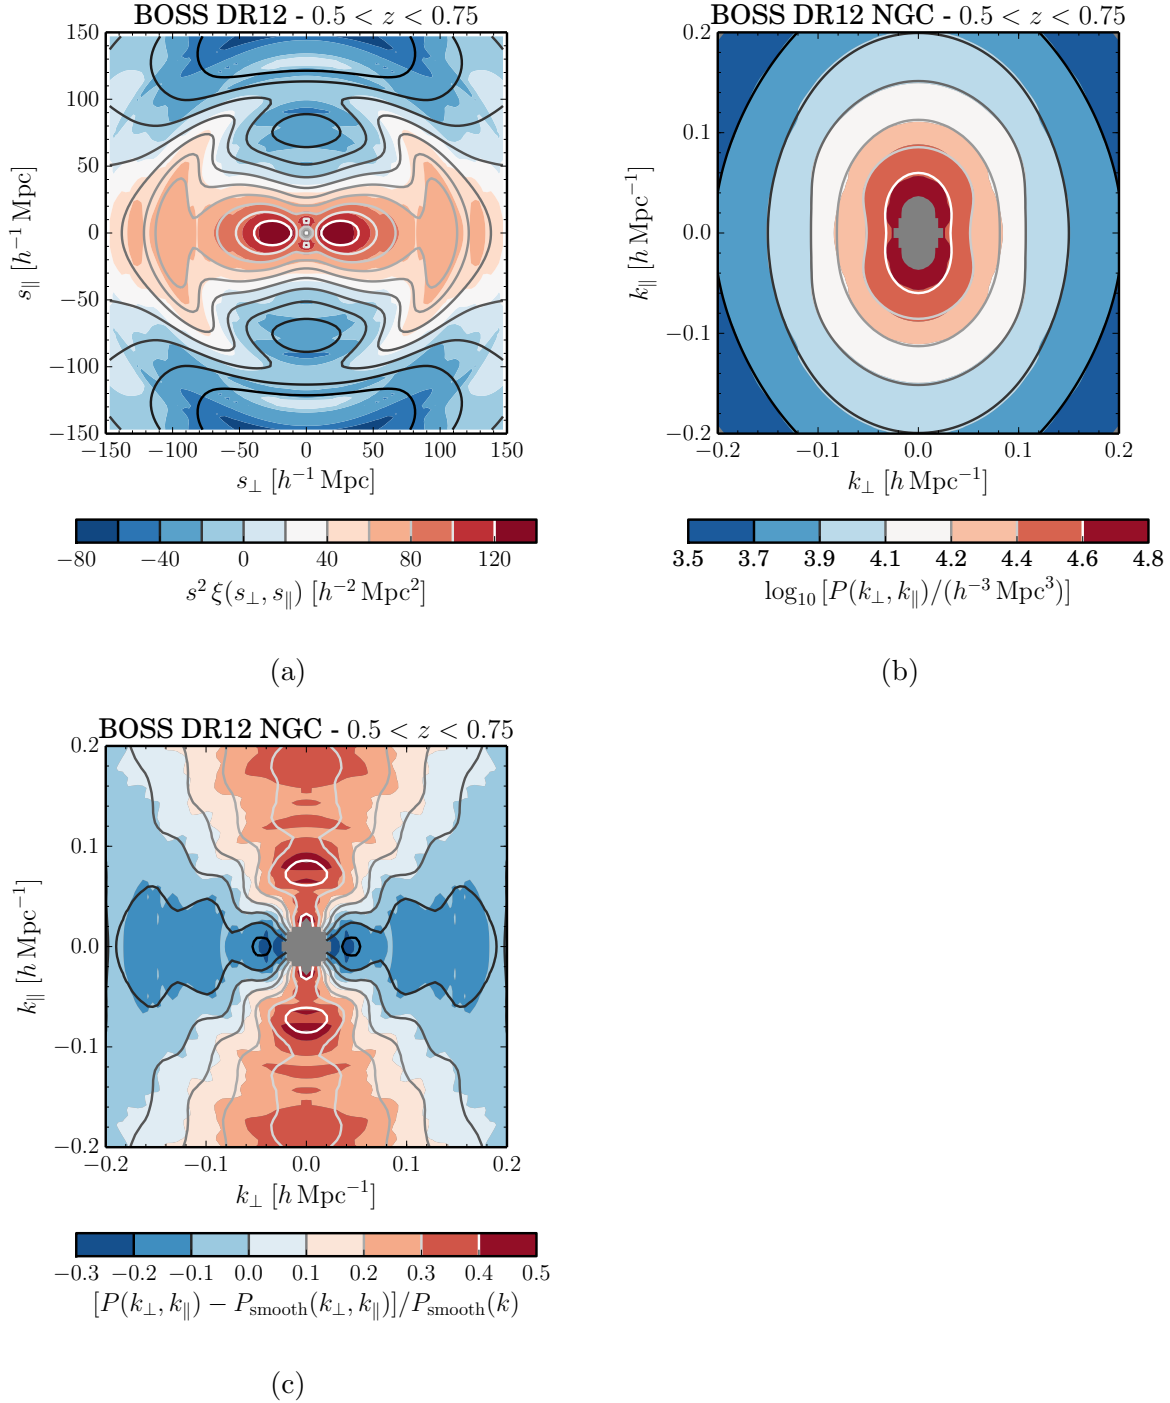 BOSS DR12 - 0.5 < z < 0.75
150
100
50
0
−50
−100
−150
s∥ [h⁻¹ Mpc]
−150 −100 −50 0 50 100 150
s⊥ [h⁻¹ Mpc]
−80 −40 0 40 80 120
s² ξ(s⊥, s∥) [h⁻² Mpc²]
(a)
BOSS DR12 NGC - 0.5 < z < 0.75
0.2
0.1
0.0
−0.1
−0.2
k∥ [h Mpc⁻¹]
−0.2 −0.1 0.0 0.1 0.2
k⊥ [h Mpc⁻¹]
3.5 3.7 3.9 4.1 4.2 4.4 4.6 4.8
log₁₀ [P(k⊥, k∥)/(h⁻³ Mpc³)]
(b)
BOSS DR12 NGC - 0.5 < z < 0.75
0.2
0.1
0.0
−0.1
−0.2
k∥ [h Mpc⁻¹]
−0.2 −0.1 0.0 0.1 0.2
k⊥ [h Mpc⁻¹]
−0.3 −0.2 −0.1 0.0 0.1 0.2 0.3 0.4 0.5
[P(k⊥, k∥) − P_smooth(k⊥, k∥)]/P_smooth(k)
(c)